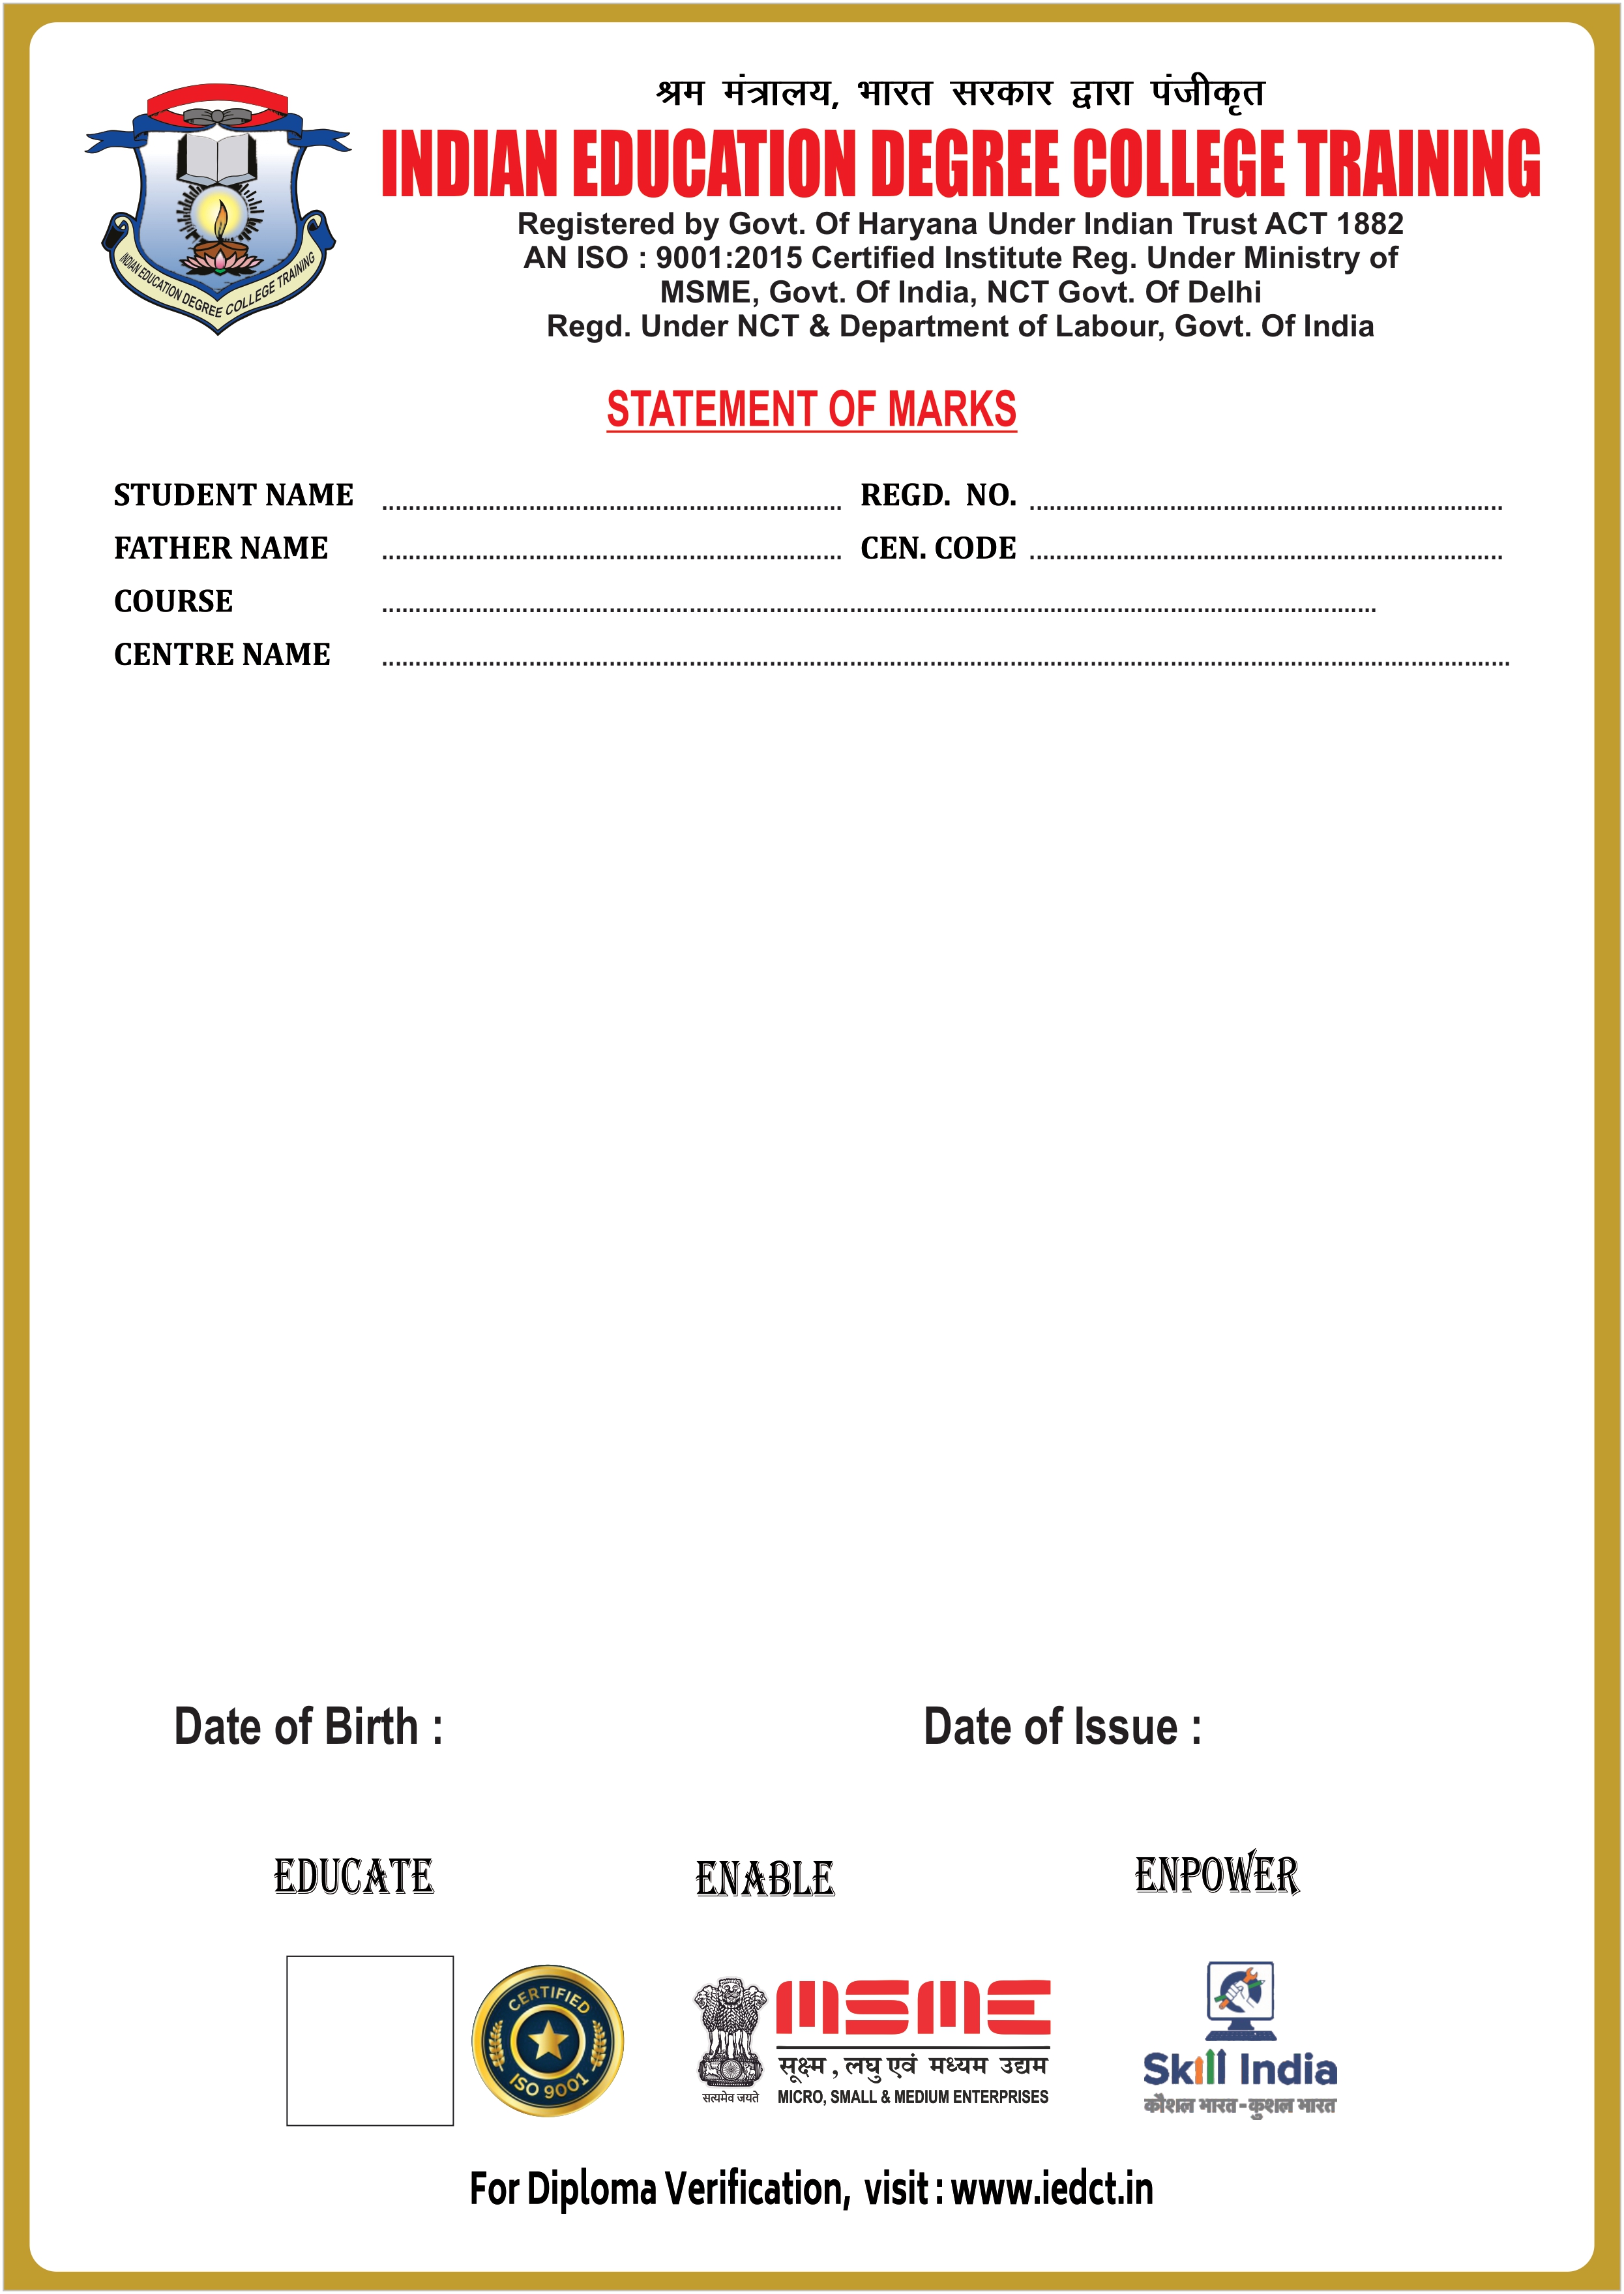 श्रम मंत्रालय, भारत सरकार द्वारा पंजीकृत
INDIAN EDUCATION DEGREE COLLEGE TRAINING
Registered by Govt. Of Haryana Under Indian Trust ACT 1882
AN ISO : 9001:2015 Certified Institute Reg. Under Ministry of
MSME, Govt. Of India, NCT Govt. Of Delhi
Regd. Under NCT & Department of Labour, Govt. Of India
INDIAN EDUCATION DEGREE COLLEGE TRAINING
STATEMENT OF MARKS
STUDENT NAME REGD. NO.
FATHER NAME CEN. CODE
COURSE
CENTRE NAME
Date of Birth : Date of Issue :
EDUCATE ENABLE ENPOWER
CERTIFIED
ISO 9001
MSME
सूक्ष्म , लघु एवं मध्यम उद्यम
सत्यमेव जयते
MICRO, SMALL & MEDIUM ENTERPRISES
Skill India
कौशल भारत-कुशल भारत
For Diploma Verification, visit : www.iedct.in